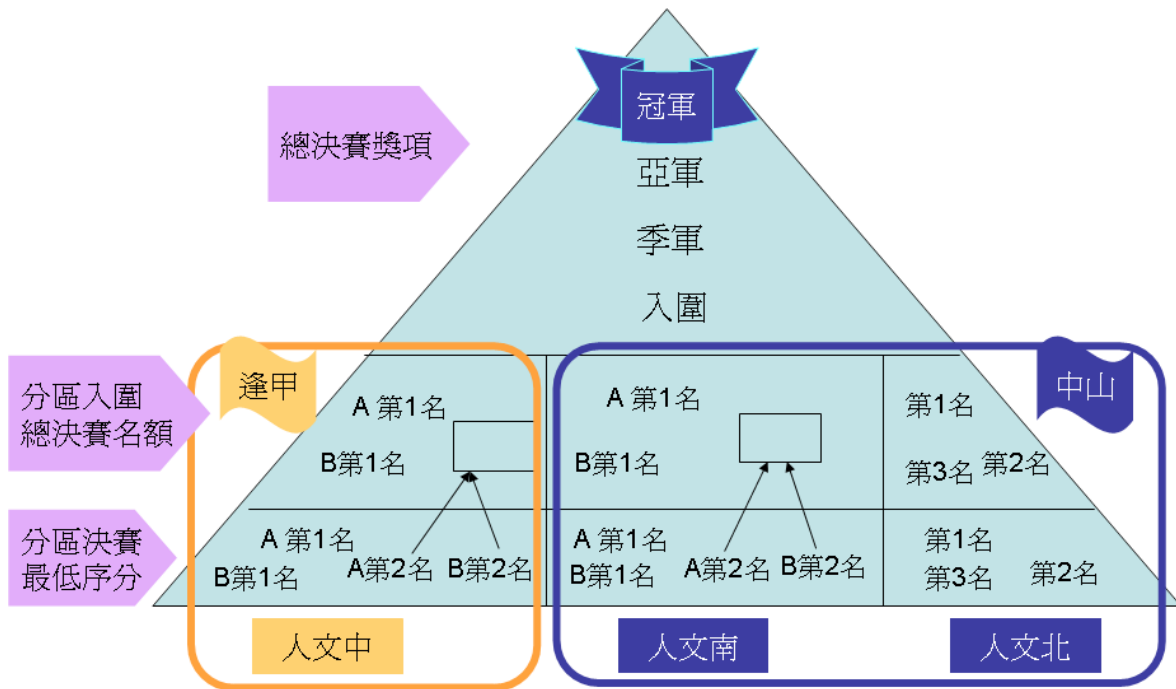 冠軍
總決賽獎項
亞軍
季軍
入圍
逢甲
中山
分區入圍
總決賽名額
A 第1名
B第1名
A 第1名
B第1名
第1名
第3名
第2名
分區決賽
最低序分
A 第1名
B第1名
A第2名
B第2名
A 第1名
B第1名
A第2名
B第2名
第1名
第3名
第2名
人文中
人文南
人文北